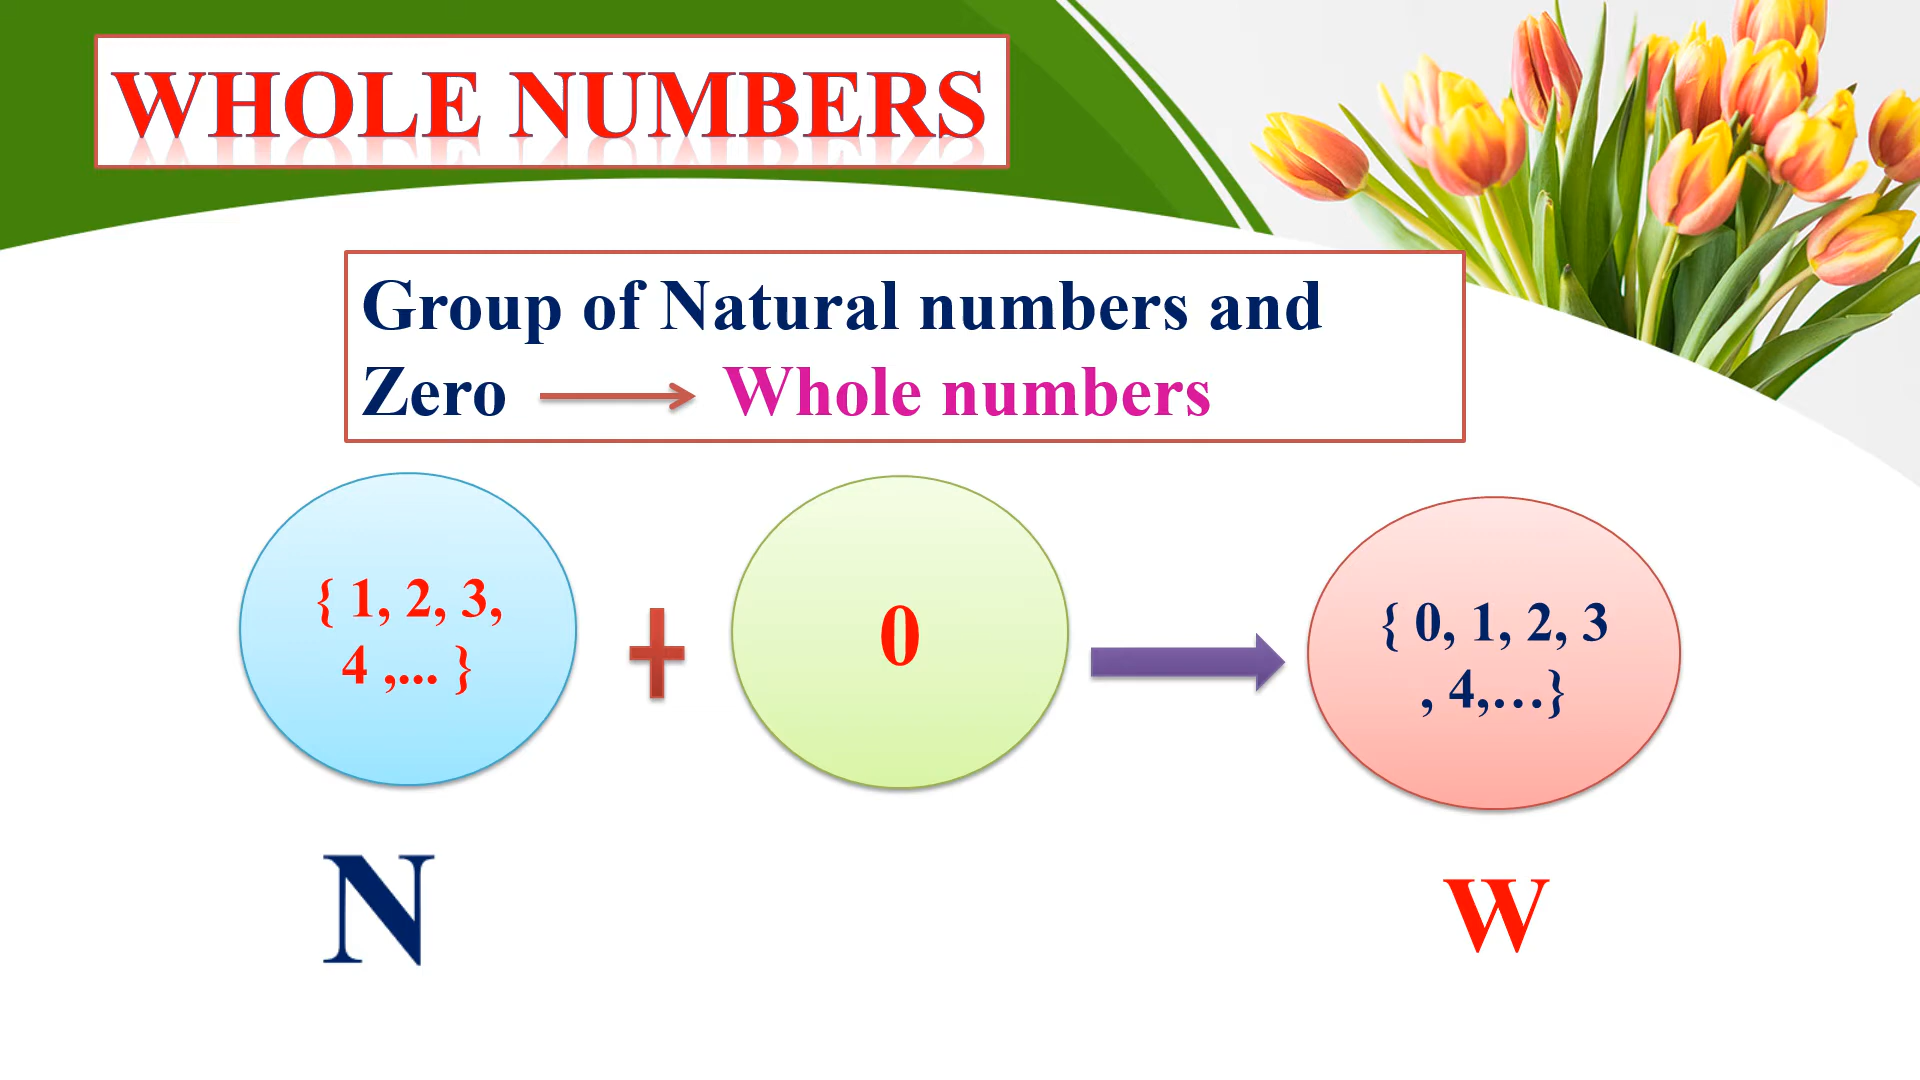 WHOLE NUMBERS
Group of Natural numbers and
Zero Whole numbers
{ 1, 2, 3,
4 ,... }
0
{ 0, 1, 2, 3
, 4,...}
N
W